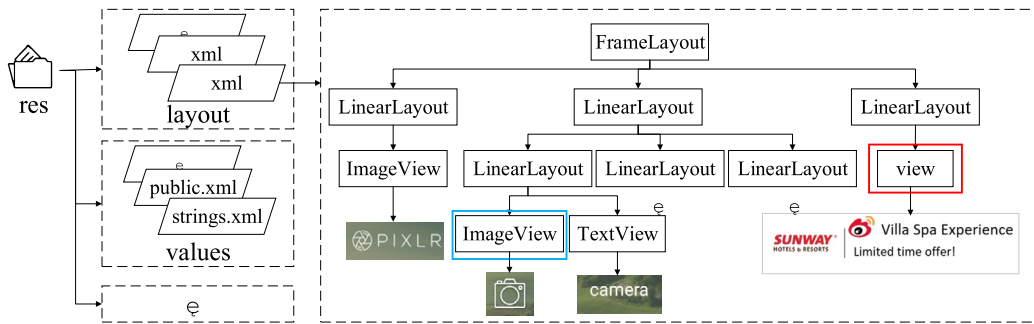 res
ę
xml
xml
layout
ę
public.xml
strings.xml
values
ę
FrameLayout
LinearLayout
LinearLayout
LinearLayout
ImageView
LinearLayout
LinearLayout
LinearLayout
view
ę
ę
PIXLR
ImageView
TextView
camera
SUNWAY
HOTELS & RESORTS
Villa Spa Experience
Limited time offer!